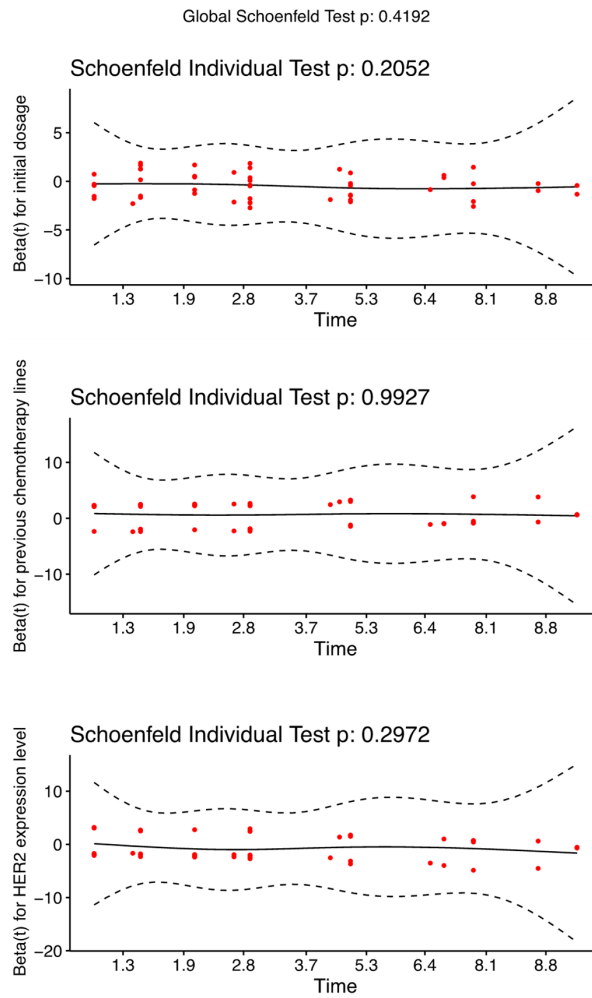 Global Schoenfeld Test p: 0.4192
Schoenfeld Individual Test p: 0.2052
Beta(t) for initial dosage
5
0
−5
−10
1.3 1.9 2.8 3.7 5.3 6.4 8.1 8.8
Time
Schoenfeld Individual Test p: 0.9927
Beta(t) for previous chemotherapy lines
10
0
−10
1.3 1.9 2.8 3.7 5.3 6.4 8.1 8.8
Time
Schoenfeld Individual Test p: 0.2972
Beta(t) for HER2 expression level
10
0
−10
−20
1.3 1.9 2.8 3.7 5.3 6.4 8.1 8.8
Time